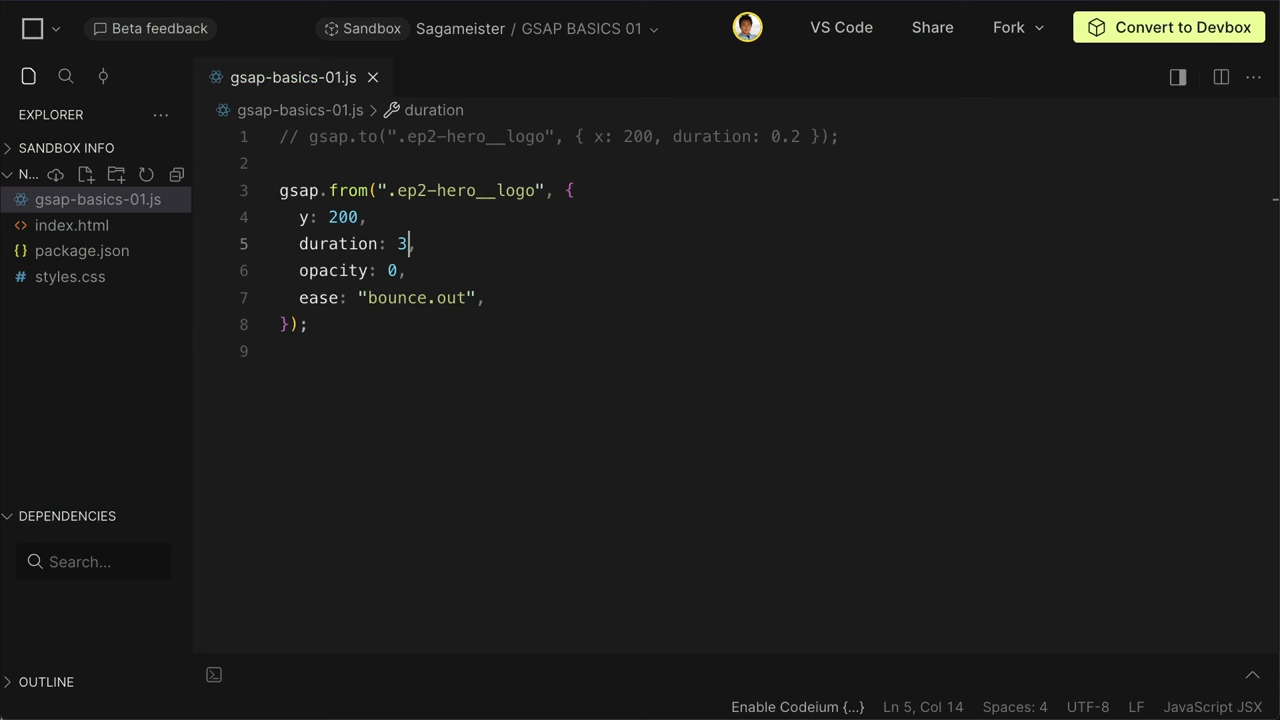 Beta feedback
Sandbox Sagameister / GSAP BASICS 01
VS Code
Share
Fork
Convert to Devbox
EXPLORER
SANDBOX INFO
N...
gsap-basics-01.js
index.html
package.json
styles.css
DEPENDENCIES
Search...
OUTLINE
gsap-basics-01.js
gsap-basics-01.js > duration
1 // gsap.to(".ep2-hero__logo", { x: 200, duration: 0.2 });
2
3 gsap.from(".ep2-hero__logo", {
4 y: 200,
5 duration: 3,
6 opacity: 0,
7 ease: "bounce.out",
8 });
9
Enable Codeium {...} Ln 5, Col 14 Spaces: 4 UTF-8 LF JavaScript JSX